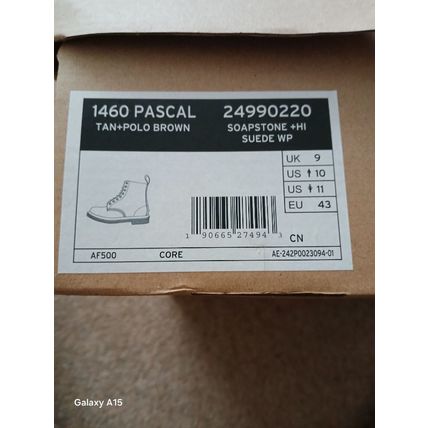 1460 PASCAL 24990220
TAN+POLO BROWN SOAPSTONE +HI
SUEDE WP
UK 9
US 10
US 11
EU 43
1 90665 27494 3
CN
AF500 CORE AE-242P0023094-01
Galaxy A15